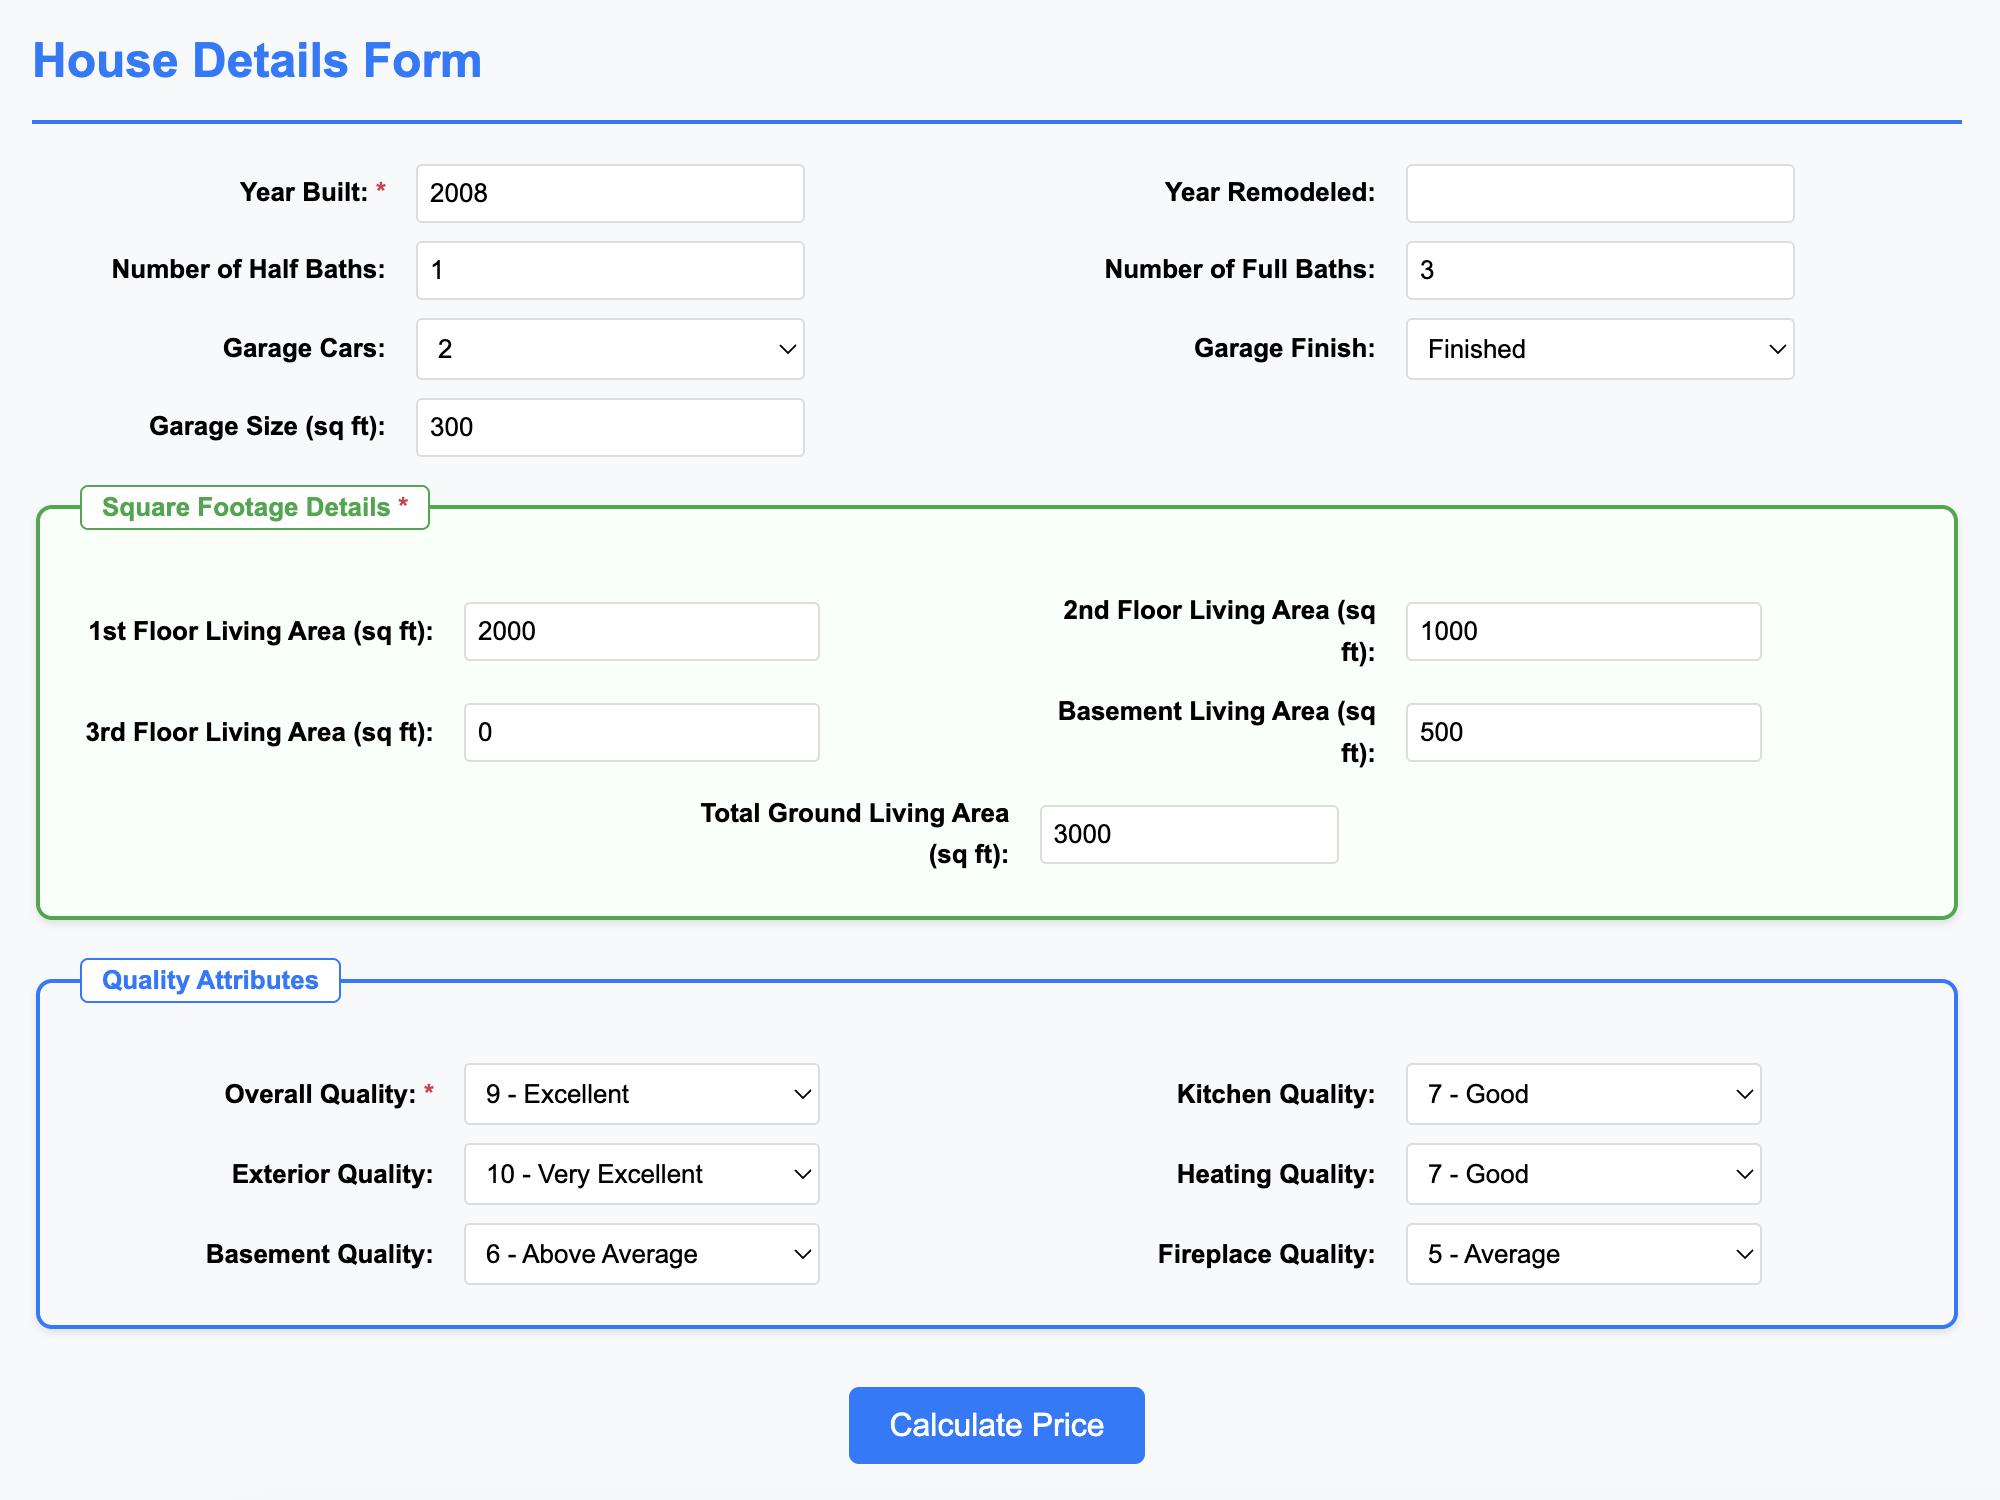 House Details Form
Year Built: * 2008
Year Remodeled:
Number of Half Baths: 1
Number of Full Baths: 3
Garage Cars: 2
Garage Finish: Finished
Garage Size (sq ft): 300
Square Footage Details *
1st Floor Living Area (sq ft): 2000
2nd Floor Living Area (sq
ft): 1000
3rd Floor Living Area (sq ft): 0
Basement Living Area (sq
ft): 500
Total Ground Living Area
(sq ft): 3000
Quality Attributes
Overall Quality: * 9 - Excellent
Kitchen Quality: 7 - Good
Exterior Quality: 10 - Very Excellent
Heating Quality: 7 - Good
Basement Quality: 6 - Above Average
Fireplace Quality: 5 - Average
Calculate Price